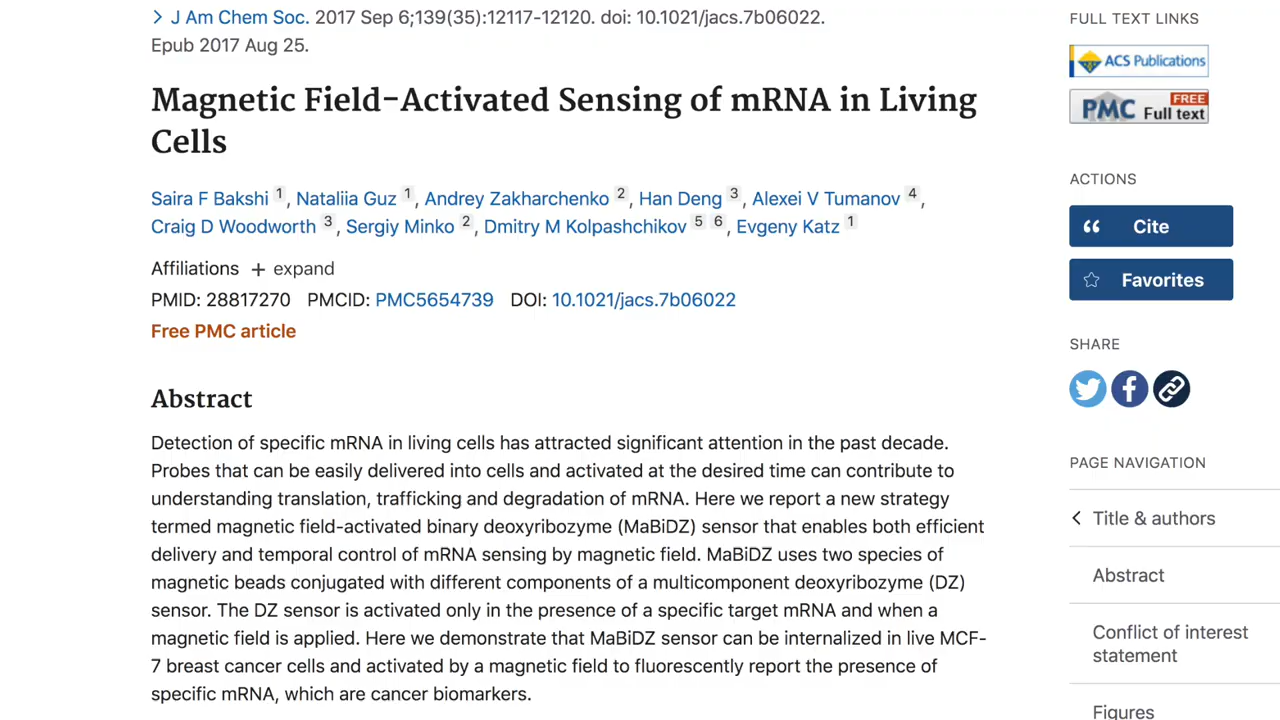 J Am Chem Soc. 2017 Sep 6;139(35):12117-12120. doi: 10.1021/jacs.7b06022.
Epub 2017 Aug 25.
Magnetic Field-Activated Sensing of mRNA in Living
Cells
Saira F Bakshi 1, Nataliia Guz 1, Andrey Zakharchenko 2, Han Deng 3, Alexei V Tumanov 4,
Craig D Woodworth 3, Sergiy Minko 2, Dmitry M Kolpashchikov 5 6, Evgeny Katz 1
Affiliations + expand
PMID: 28817270 PMCID: PMC5654739 DOI: 10.1021/jacs.7b06022
Free PMC article
Abstract
Detection of specific mRNA in living cells has attracted significant attention in the past decade.
Probes that can be easily delivered into cells and activated at the desired time can contribute to
understanding translation, trafficking and degradation of mRNA. Here we report a new strategy
termed magnetic field-activated binary deoxyribozyme (MaBiDZ) sensor that enables both efficient
delivery and temporal control of mRNA sensing by magnetic field. MaBiDZ uses two species of
magnetic beads conjugated with different components of a multicomponent deoxyribozyme (DZ)
sensor. The DZ sensor is activated only in the presence of a specific target mRNA and when a
magnetic field is applied. Here we demonstrate that MaBiDZ sensor can be internalized in live MCF-
7 breast cancer cells and activated by a magnetic field to fluorescently report the presence of
specific mRNA, which are cancer biomarkers.
FULL TEXT LINKS
ACS Publications
PMC FREE Full text
ACTIONS
Cite
Favorites
SHARE
PAGE NAVIGATION
Title & authors
Abstract
Conflict of interest
statement
Figures